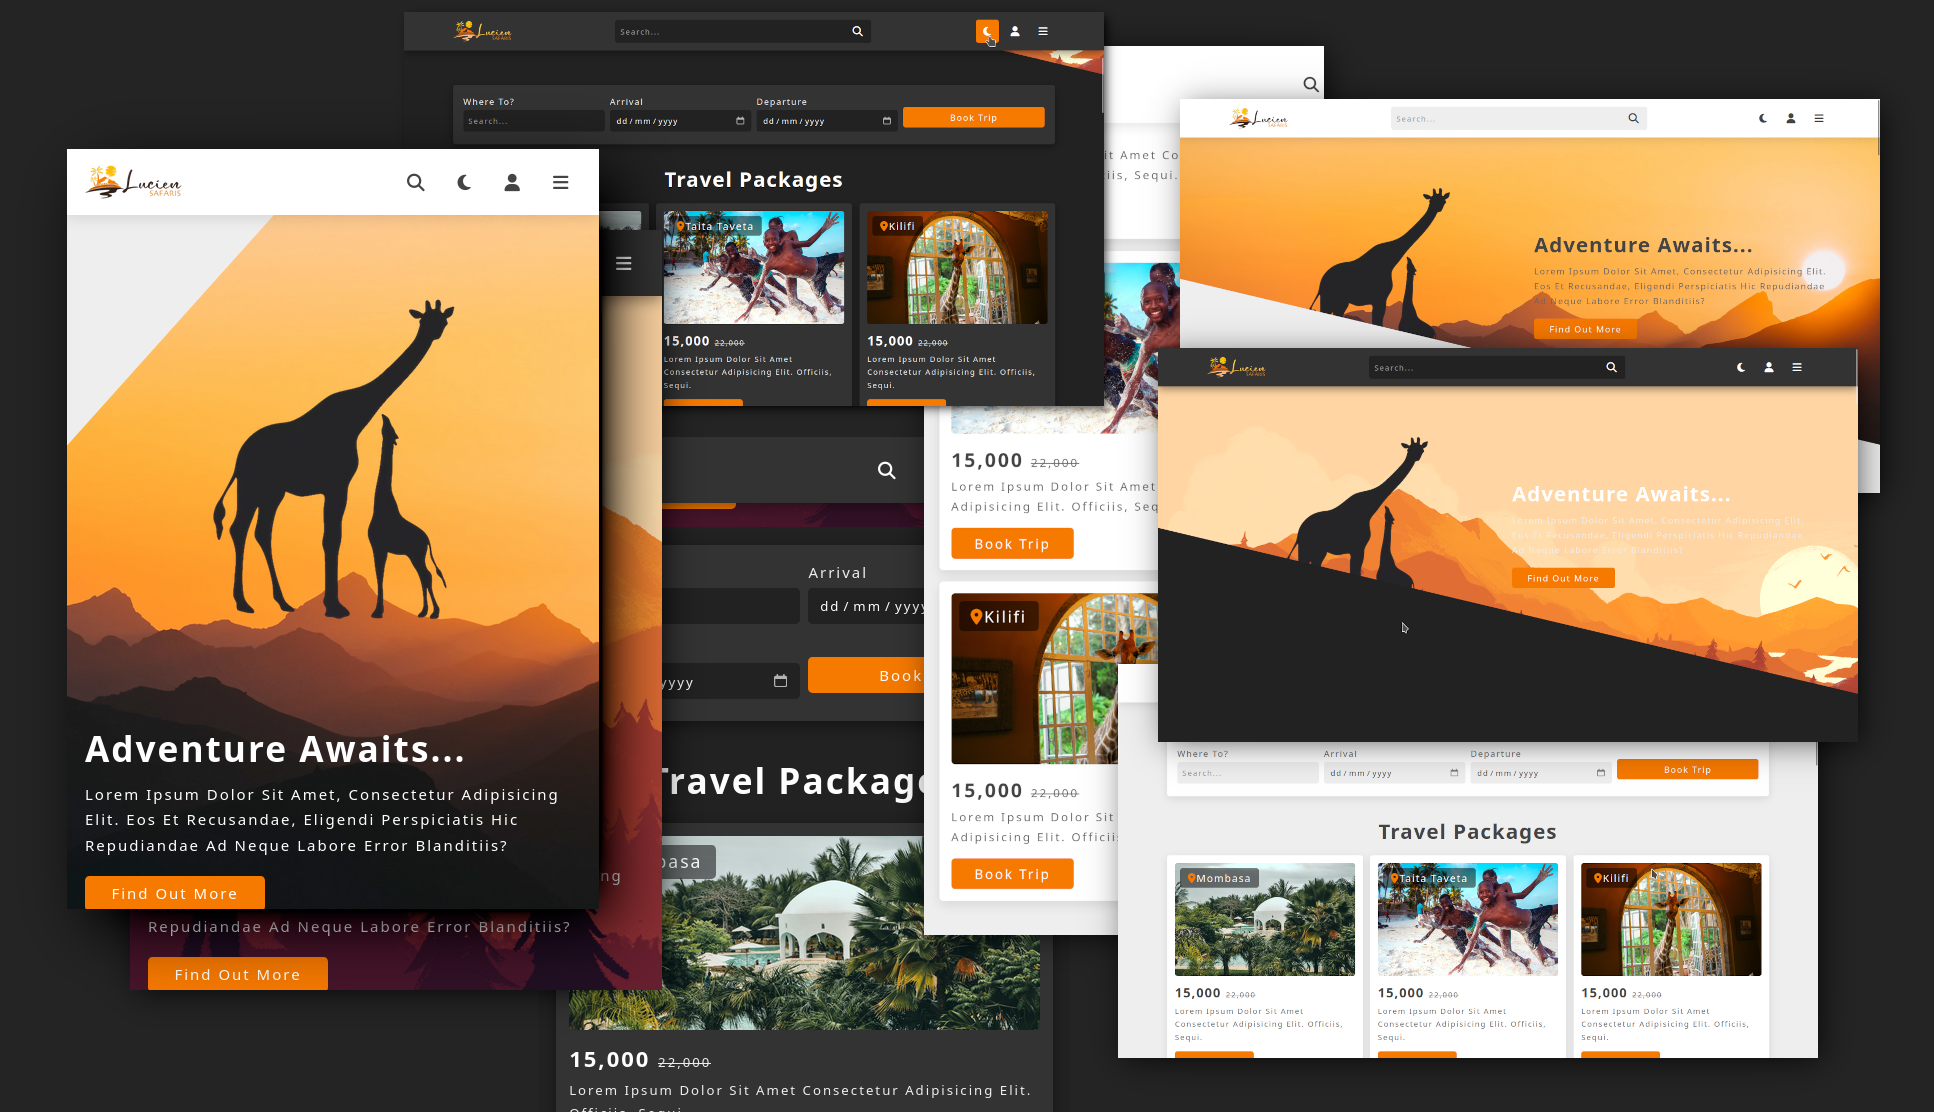 Lucien
SAFARIS
Search...
Where To?
Arrival
Departure
Search...
dd/mm/yyyy
dd/mm/yyyy
Book Trip
Travel Packages
Taita Taveta
Kilifi
15,000 22,000
Lorem Ipsum Dolor Sit Amet
Consectetur Adipisicing Elit. Officiis,
Sequi.
15,000 22,000
Lorem Ipsum Dolor Sit Amet
Consectetur Adipisicing Elit. Officiis,
Sequi.
Lucien
SAFARIS
Adventure Awaits...
Lorem Ipsum Dolor Sit Amet, Consectetur Adipisicing
Elit. Eos Et Recusandae, Eligendi Perspiciatis Hic
Repudiandae Ad Neque Labore Error Blanditiis?
Find Out More
ng
Repudiandae Ad Neque Labore Error Blanditiis?
Find Out More
Arrival
dd/mm/yyyy
yyyy
Book
Travel Package
basa
15,000 22,000
Lorem Ipsum Dolor Sit Amet Consectetur Adipisicing Elit.
Officiis, Sequi.
it Amet Co
iis, Sequi.
15,000 22,000
Lorem Ipsum Dolor Sit Amet
Adipisicing Elit. Officiis, Seq
Book Trip
Kilifi
15,000 22,000
Lorem Ipsum Dolor Sit
Adipisicing Elit. Officii
Book Trip
Lucien
SAFARIS
Search...
Adventure Awaits...
Lorem Ipsum Dolor Sit Amet, Consectetur Adipisicing Elit.
Eos Et Recusandae, Eligendi Perspiciatis Hic Repudiandae
Ad Neque Labore Error Blanditiis?
Find Out More
Lucien
SAFARIS
Search...
Adventure Awaits...
Lorem Ipsum Dolor Sit Amet, Consectetur Adipisicing Elit.
Eos Et Recusandae, Eligendi Perspiciatis Hic Repudiandae
Ad Neque Labore Error Blanditiis?
Find Out More
Where To?
Arrival
Departure
Search...
dd/mm/yyyy
dd/mm/yyyy
Book Trip
Travel Packages
Mombasa
Taita Taveta
Kilifi
15,000 22,000
Lorem Ipsum Dolor Sit Amet
Consectetur Adipisicing Elit. Officiis,
Sequi.
15,000 22,000
Lorem Ipsum Dolor Sit Amet
Consectetur Adipisicing Elit. Officiis,
Sequi.
15,000 22,000
Lorem Ipsum Dolor Sit Amet
Consectetur Adipisicing Elit. Officiis,
Sequi.